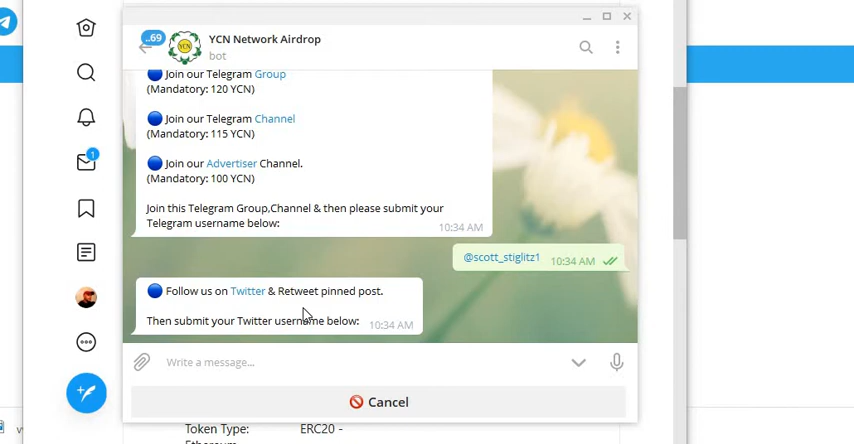 ..69
YCN Network Airdrop
bot
YCN
Join our Telegram Group
(Mandatory: 120 YCN)
Join our Telegram Channel
(Mandatory: 115 YCN)
Join our Advertiser Channel.
(Mandatory: 100 YCN)
Join this Telegram Group,Channel & then please submit your
Telegram username below:
10:34 AM
1
@scott_stiglitz1 10:34 AM
Follow us on Twitter & Retweet pinned post.
Then submit your Twitter username below: 10:34 AM
Write a message...
Cancel
Token Type: ERC20 -